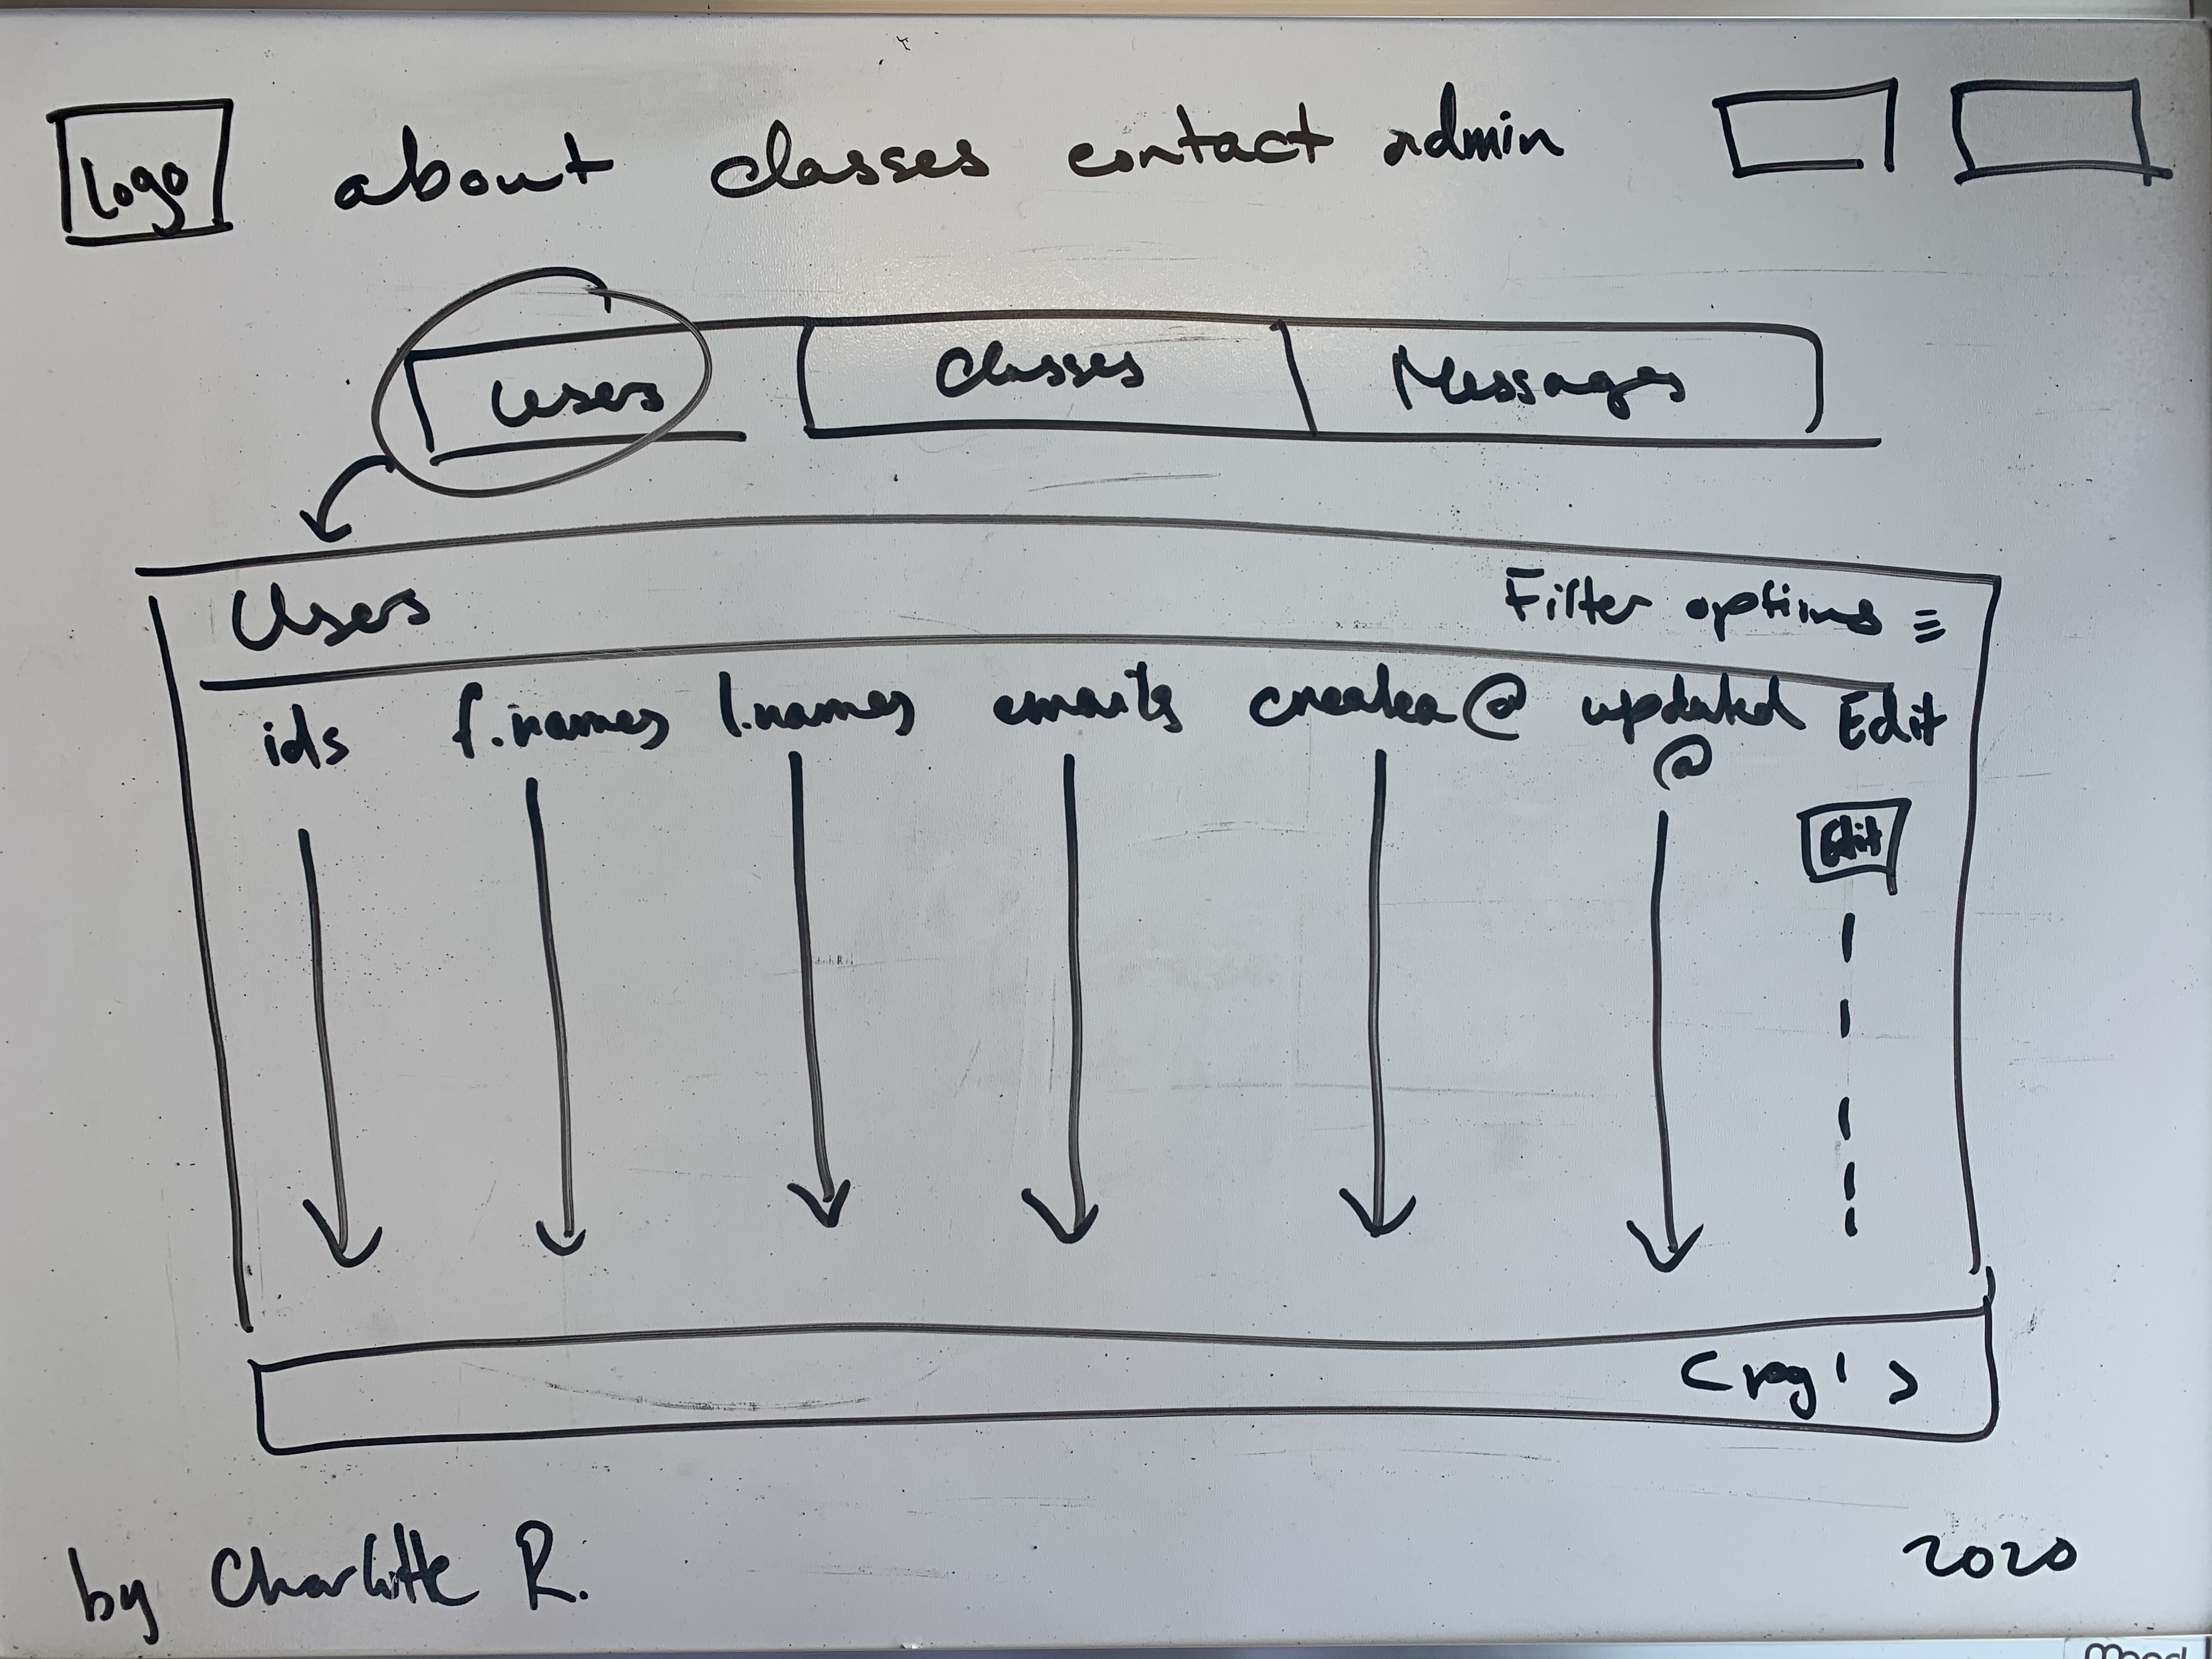 Logo about classes contact admin
Users Classes Messages
Users Filter options
ids f.names l.names emails created @ updated @ Edit
Edit
< pag 1 >
by Charlotte R. 2020